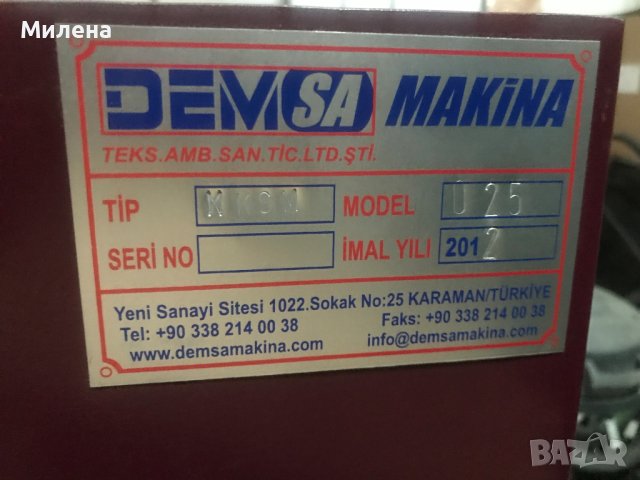 Милена
DEMSA MAKİNA
TEKS.AMB.SAN.TİC.LTD.ŞTİ.
TİP KKCM MODEL U 25
SERİ NO İMAL YILI 2012
Yeni Sanayi Sitesi 1022.Sokak No:25 KARAMAN/TÜRKİYE
Tel: +90 338 214 00 38 Faks: +90 338 214 00 38
www.demsamakina.com info@demsamakina.com
BAZAR